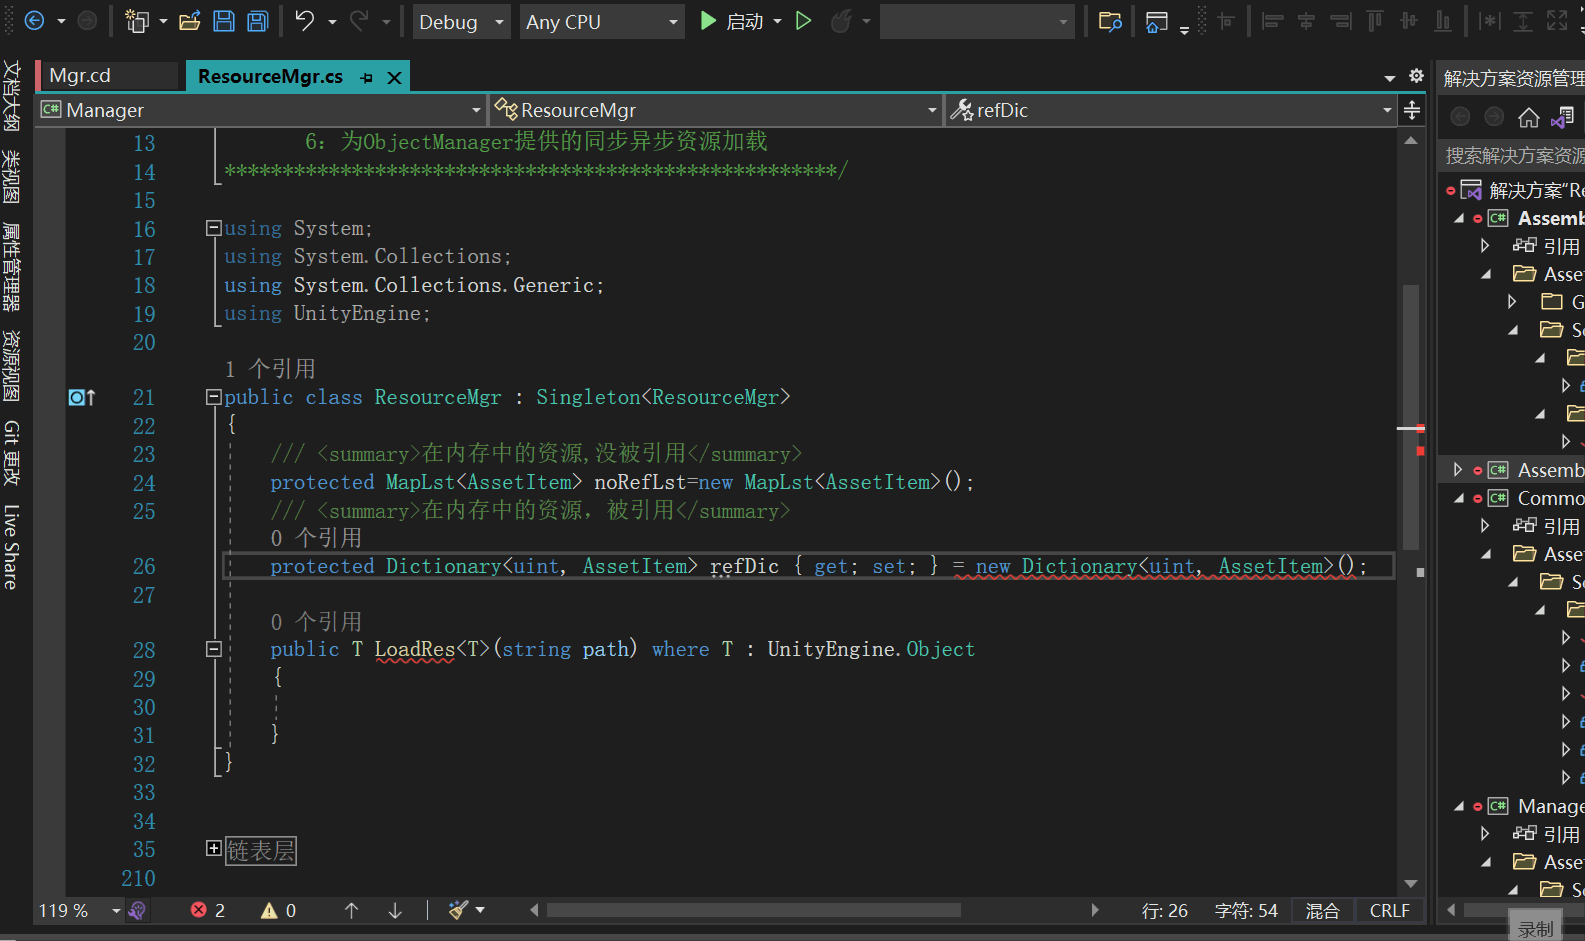 Debug
Any CPU
启动
Mgr.cd
ResourceMgr.cs
解决方案资源管理
C# Manager
ResourceMgr
refDic
文档大纲
类视图
属性管理器
资源视图
Git 更改
Live Share
13 6: 为ObjectManager提供的同步异步资源加载
14 *****************************************************/
15
16 using System;
17 using System.Collections;
18 using System.Collections.Generic;
19 using UnityEngine;
20
1 个引用
21 public class ResourceMgr : Singleton<ResourceMgr>
22 {
23 /// <summary>在内存中的资源,没被引用</summary>
24 protected MapLst<AssetItem> noRefLst=new MapLst<AssetItem>();
25 /// <summary>在内存中的资源，被引用</summary>
0 个引用
26 protected Dictionary<uint, AssetItem> refDic { get; set; } = new Dictionary<uint, AssetItem>();
27
0 个引用
28 public T LoadRes<T>(string path) where T : UnityEngine.Object
29 {
30
31 }
32 }
33
34
35 链表层
210
搜索解决方案资源
解决方案"Re
C# Assemb
引用
Asset
G
Sc
C# Assemb
C# Commo
引用
Asset
Sc
C# Manage
引用
Asset
Sc
119 %
2
0
行: 26
字符: 54
混合
CRLF
录制